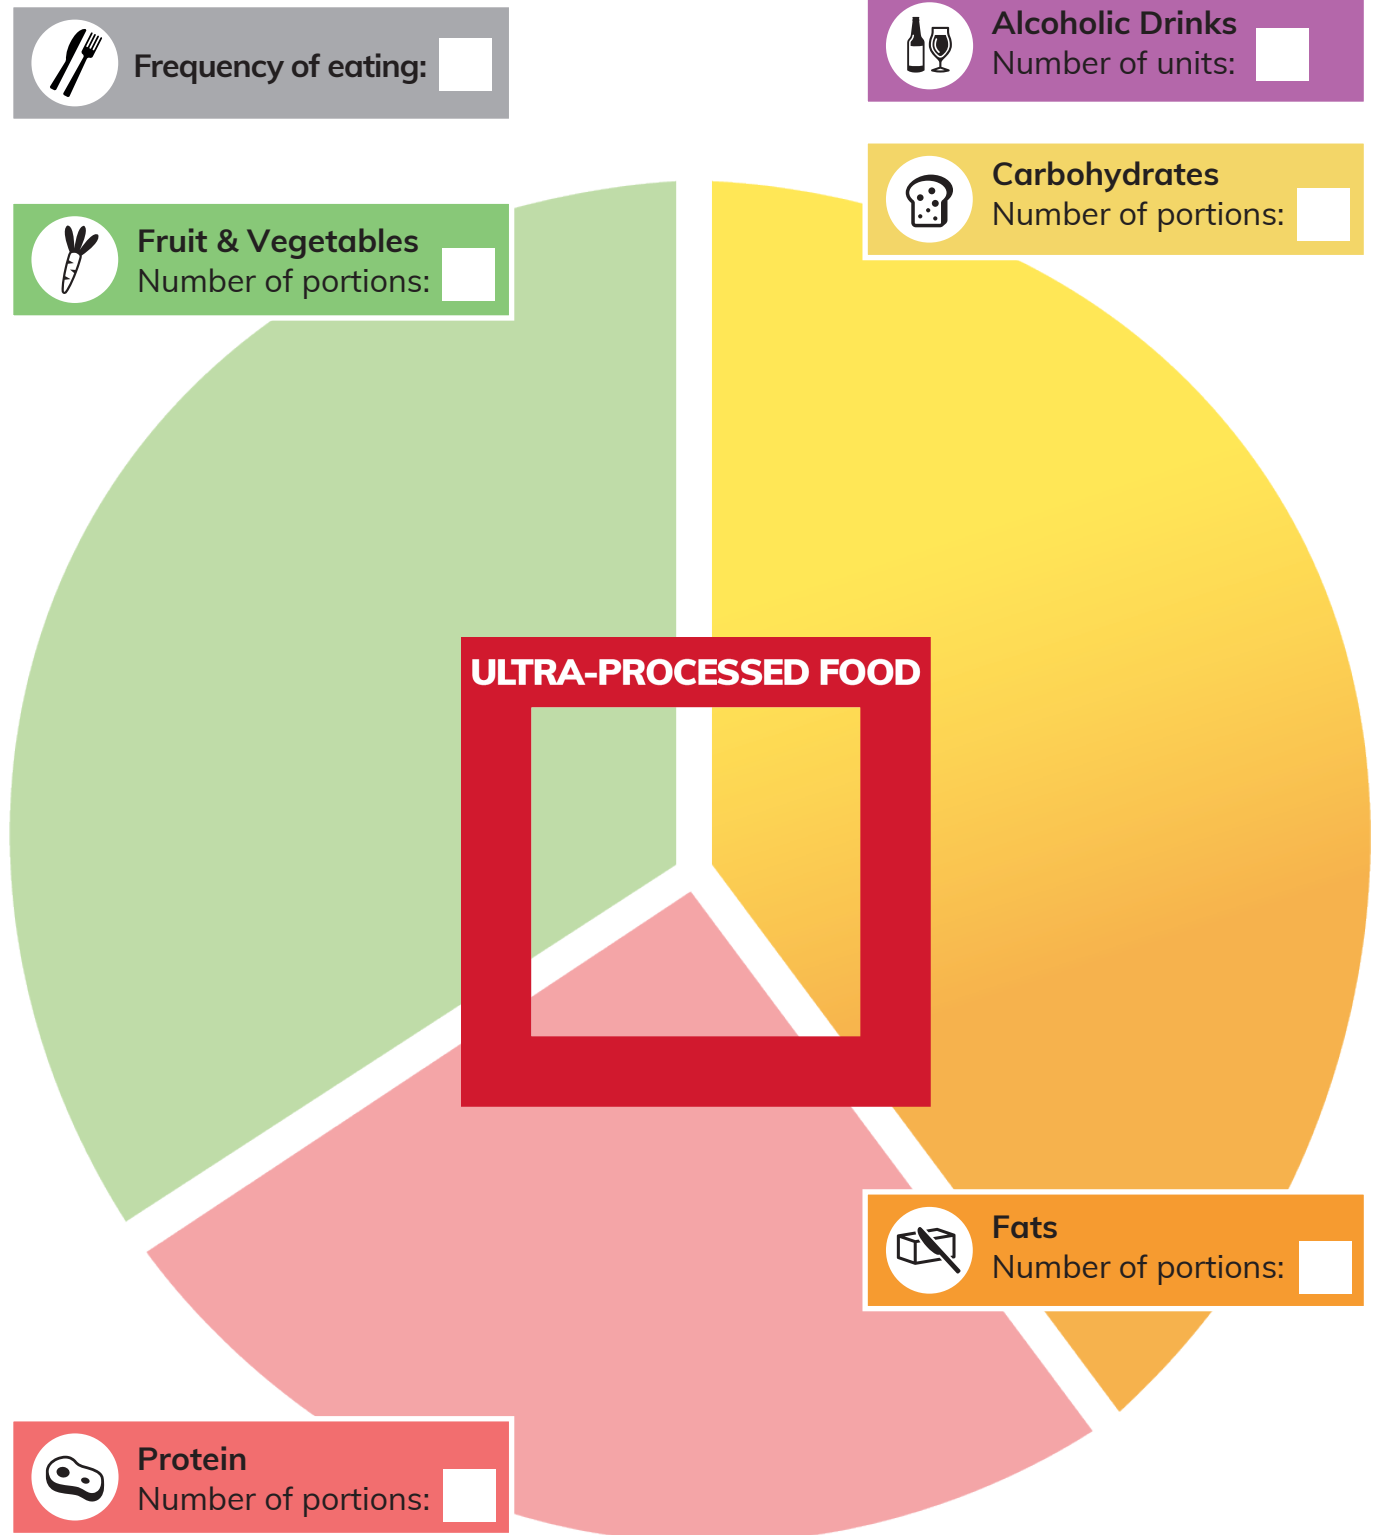 Frequency of eating:
Alcoholic Drinks
Number of units:
Carbohydrates
Number of portions:
Fruit & Vegetables
Number of portions:
ULTRA-PROCESSED FOOD
Fats
Number of portions:
Protein
Number of portions: